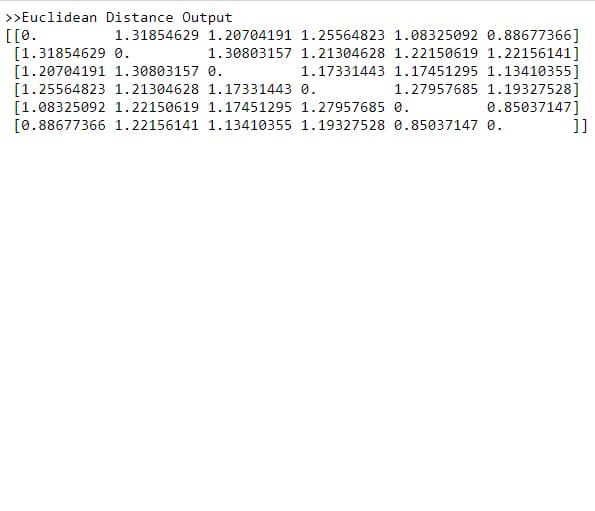 >>Euclidean Distance Output
[[0.         1.31854629 1.20704191 1.25564823 1.08325092 0.88677366]
 [1.31854629 0.         1.30803157 1.21304628 1.22150619 1.22156141]
 [1.20704191 1.30803157 0.         1.17331443 1.17451295 1.13410355]
 [1.25564823 1.21304628 1.17331443 0.         1.27957685 1.19327528]
 [1.08325092 1.22150619 1.17451295 1.27957685 0.         0.85037147]
 [0.88677366 1.22156141 1.13410355 1.19327528 0.85037147 0.        ]]